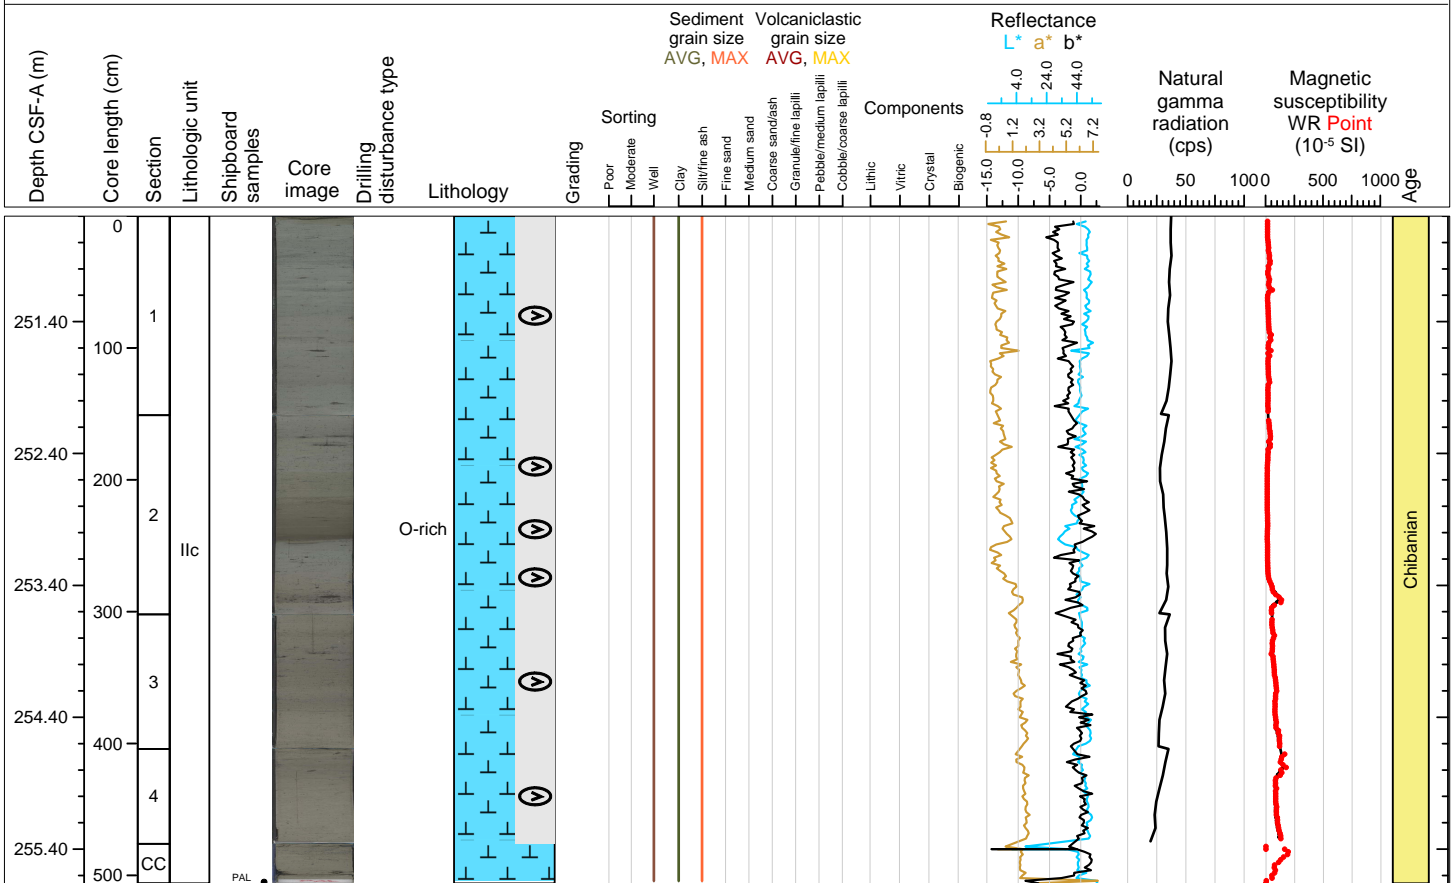 Sediment grain size AVG, MAX
Volcaniclastic grain size AVG, MAX
Reflectance
L* a* b*
Depth CSF-A (m)
Core length (cm)
Section
Lithologic unit
Shipboard samples
Core image
Drilling disturbance type
Lithology
Grading
Sorting
Poor
Moderate
Well
Clay
Silt/fine ash
Fine sand
Medium sand
Coarse sand/ash
Granule/fine lapilli
Pebble/medium lapilli
Cobble/coarse lapilli
Components
Lithic
Vitric
Crystal
Biogenic
4.0 24.0 44.0
-0.8 1.2 3.2 5.2 7.2
-15.0 -10.0 -5.0 0.0
Natural gamma radiation (cps)
0 50 100
Magnetic susceptibility WR Point (10⁻⁵ SI)
0 500 1000
Age
0
1
251.40
100
252.40
200
2
O-rich
IIc
253.40
Chibanian
300
3
254.40
400
4
255.40
CC
500
PAL